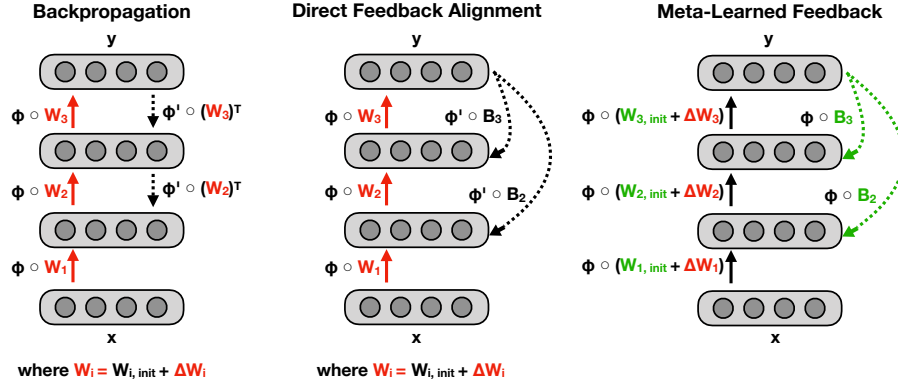 Backpropagation
y
ϕ ○ W₃
ϕ' ○ (W₃)ᵀ
ϕ ○ W₂
ϕ' ○ (W₂)ᵀ
ϕ ○ W₁
x
where Wᵢ = Wᵢ, init + ΔWᵢ
Direct Feedback Alignment
y
ϕ ○ W₃
ϕ' ○ B₃
ϕ ○ W₂
ϕ' ○ B₂
ϕ ○ W₁
x
where Wᵢ = Wᵢ, init + ΔWᵢ
Meta-Learned Feedback
y
ϕ ○ (W₃, init + ΔW₃)
ϕ ○ B₃
ϕ ○ (W₂, init + ΔW₂)
ϕ ○ B₂
ϕ ○ (W₁, init + ΔW₁)
x